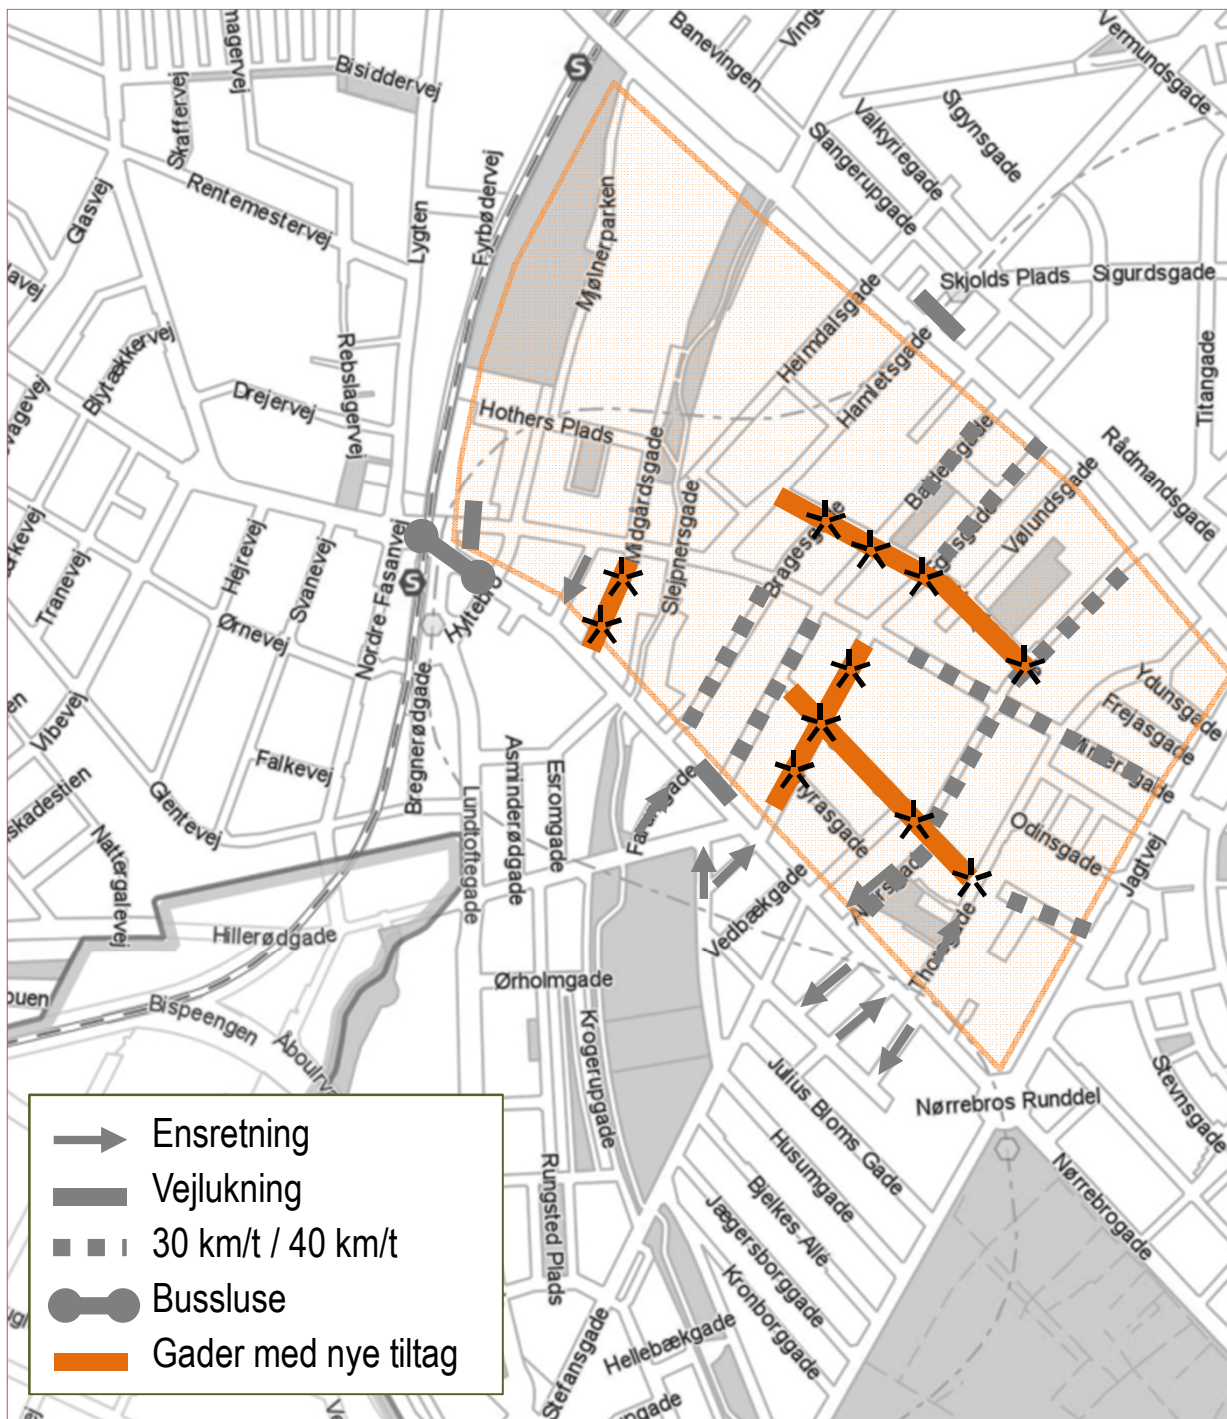 Banevingen
Vermundsgade
Bisiddervej
Skaffervej
Valkyriegade
Sigynsgade
Slangerupgade
Glasvej
Rentemestervej
Lygten
Fyrbødervej
Mjølnerparken
Skjolds Plads
Sigurdsgade
Titangade
Blytækkervej
Rebslagervej
Drejervej
Heimdalsgade
Hamletsgade
Hothers Plads
Midgårdsgade
Slejpnersgade
Rådmandsgade
Vølundsgade
Hejrevej
Svanevej
Nordre Fasanvej
Tranevej
Ørnevej
Hyltebro
Bregnerødgade
Vibevej
Falkevej
Glentevej
Nattergalevej
Lundtoftegade
Asminderødgade
Esromgade
Ydunsgade
Frejasgade
Odinsgade
Jagtvej
Vedbækgade
Hillerødgade
Bispeengen
Ørholmgade
Krogerupgade
Julius Bloms Gade
Husumgade
Bjelkes Allé
Jægersborggade
Kronborggade
Nørrebros Runddel
Nørrebrogade
Stevnsgade
Rungsted Plads
Stefansgade
Hellebækgade
Ensretning
Vejlukning
30 km/t / 40 km/t
Bussluse
Gader med nye tiltag